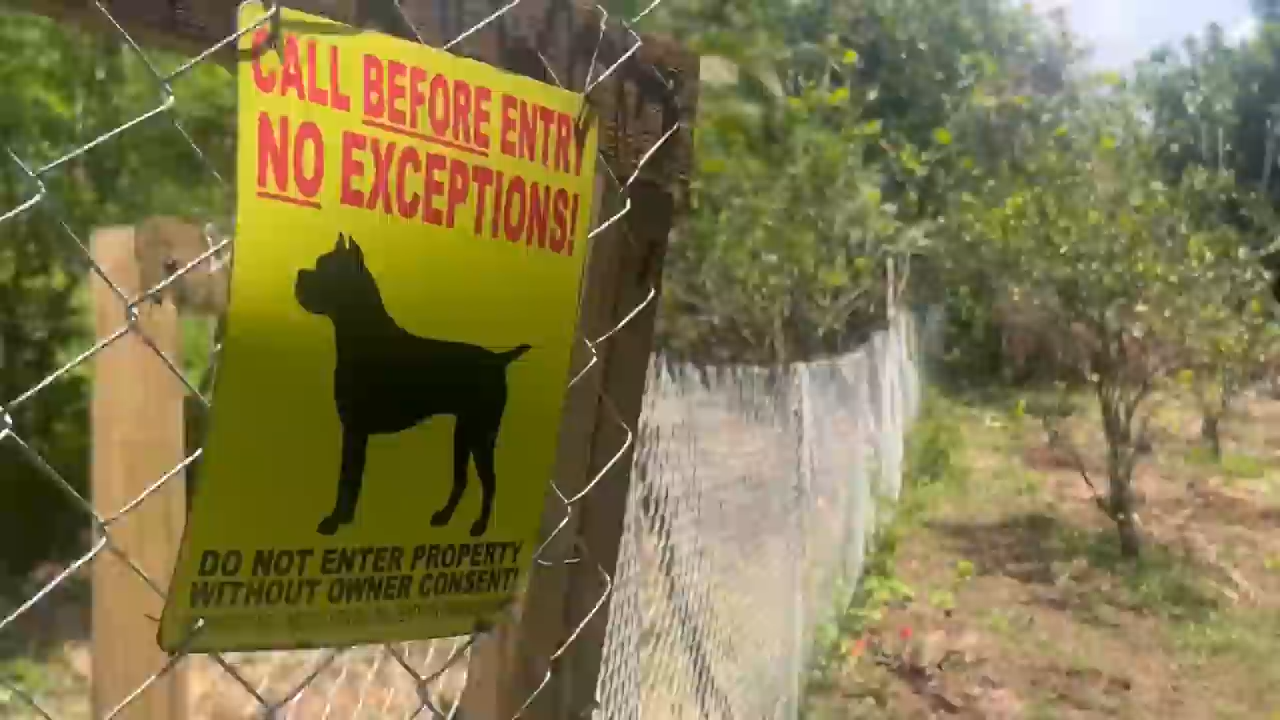 CALL BEFORE ENTRY
NO EXCEPTIONS!
DO NOT ENTER PROPERTY
WITHOUT OWNER CONSENT!